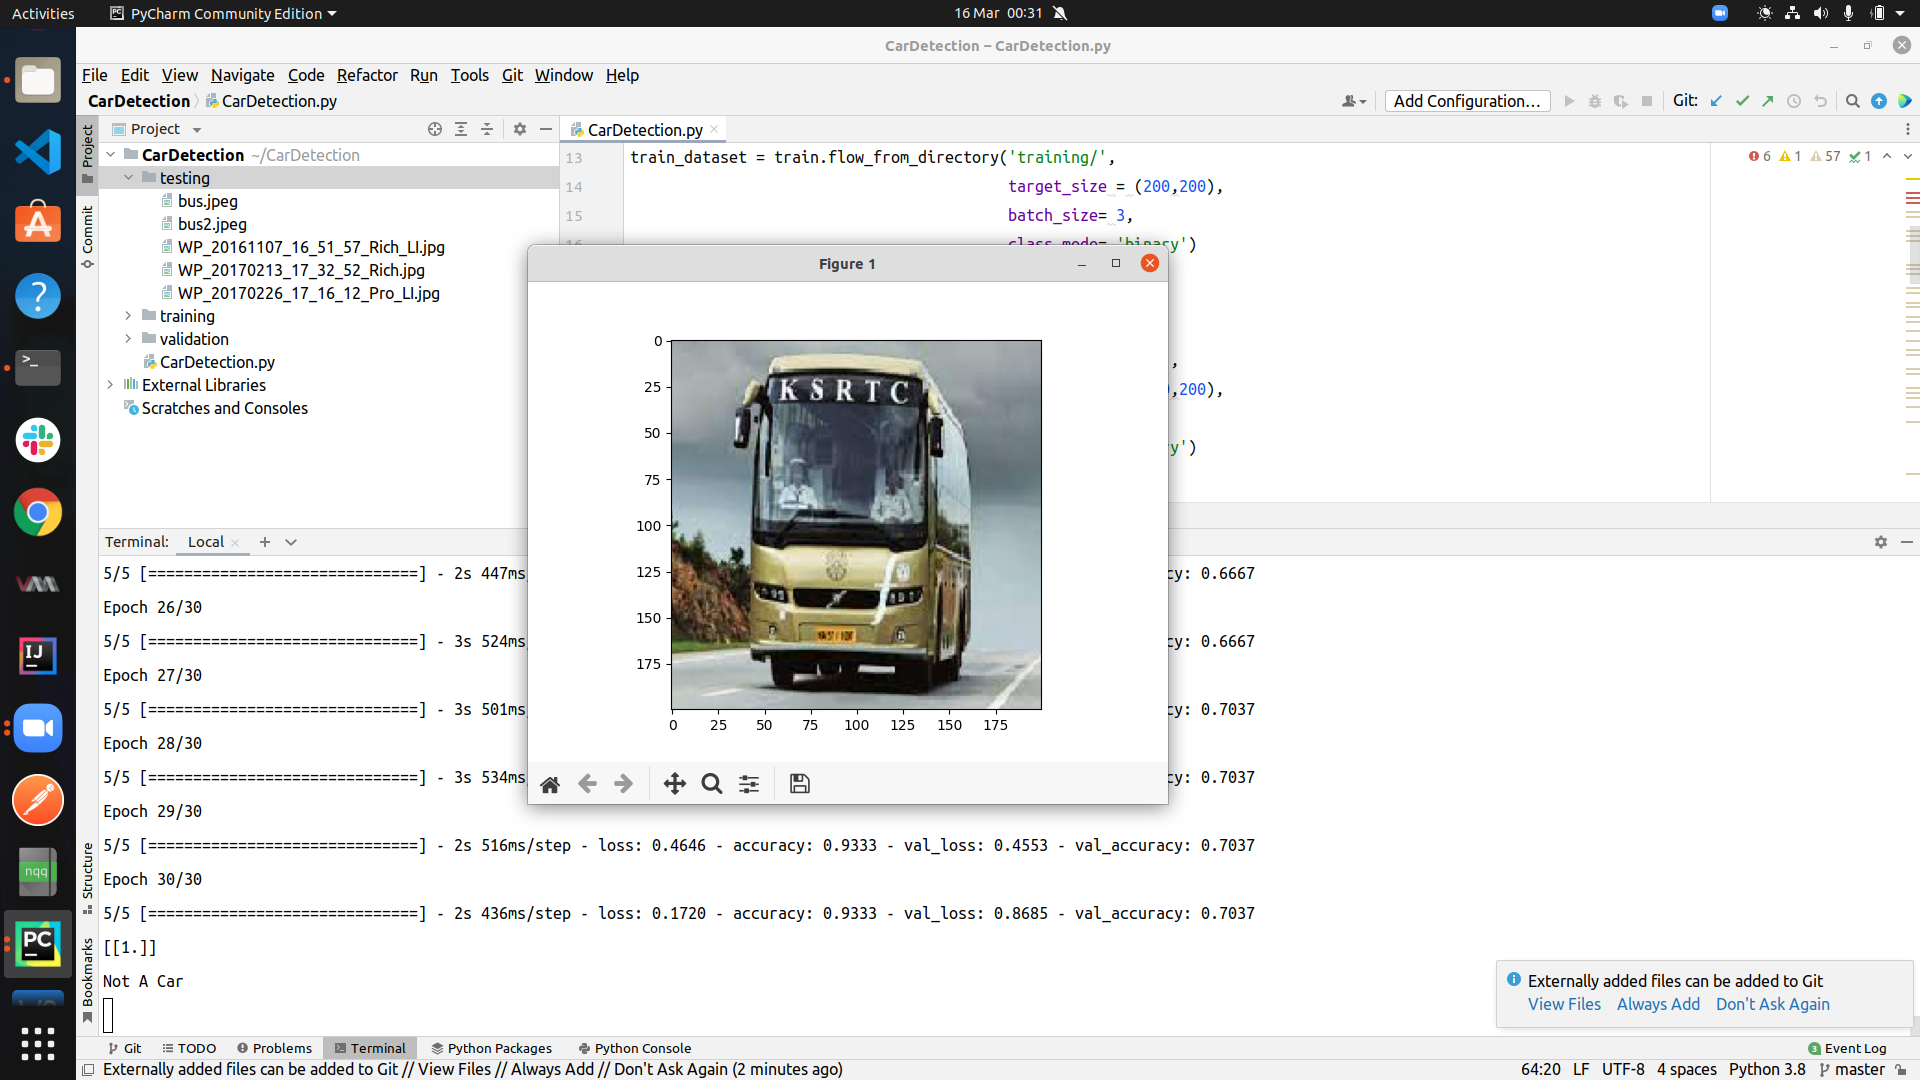 Activities
PyCharm Community Edition
16 Mar 00:31
CarDetection – CarDetection.py
File Edit View Navigate Code Refactor Run Tools Git Window Help
CarDetection CarDetection.py
Add Configuration...
Git:
Project
CarDetection.py
CarDetection ~/CarDetection
testing
bus.jpeg
bus2.jpeg
WP_20161107_16_51_57_Rich_LI.jpg
WP_20170213_17_32_52_Rich.jpg
WP_20170226_17_16_12_Pro_LI.jpg
training
validation
CarDetection.py
External Libraries
Scratches and Consoles
Project
Commit
Structure
Bookmarks
13 train_dataset = train.flow_from_directory('training/',
14 target_size = (200,200),
15 batch_size= 3,
16 class_mode= 'binary')
,
,200),
y')
6 1 57 1
Figure 1
0
25
50
75
100
125
150
175
0 25 50 75 100 125 150 175
KSRTC
Terminal: Local
5/5 [==============================] - 2s 447ms cy: 0.6667
Epoch 26/30
5/5 [==============================] - 3s 524ms cy: 0.6667
Epoch 27/30
5/5 [==============================] - 3s 501ms cy: 0.7037
Epoch 28/30
5/5 [==============================] - 3s 534ms cy: 0.7037
Epoch 29/30
5/5 [==============================] - 2s 516ms/step - loss: 0.4646 - accuracy: 0.9333 - val_loss: 0.4553 - val_accuracy: 0.7037
Epoch 30/30
5/5 [==============================] - 2s 436ms/step - loss: 0.1720 - accuracy: 0.9333 - val_loss: 0.8685 - val_accuracy: 0.7037
[[1.]]
Not A Car
Externally added files can be added to Git
View Files Always Add Don't Ask Again
Git TODO Problems Terminal Python Packages Python Console
3 Event Log
Externally added files can be added to Git // View Files // Always Add // Don't Ask Again (2 minutes ago)
64:20 LF UTF-8 4 spaces Python 3.8 master
IJ
nqq
PC